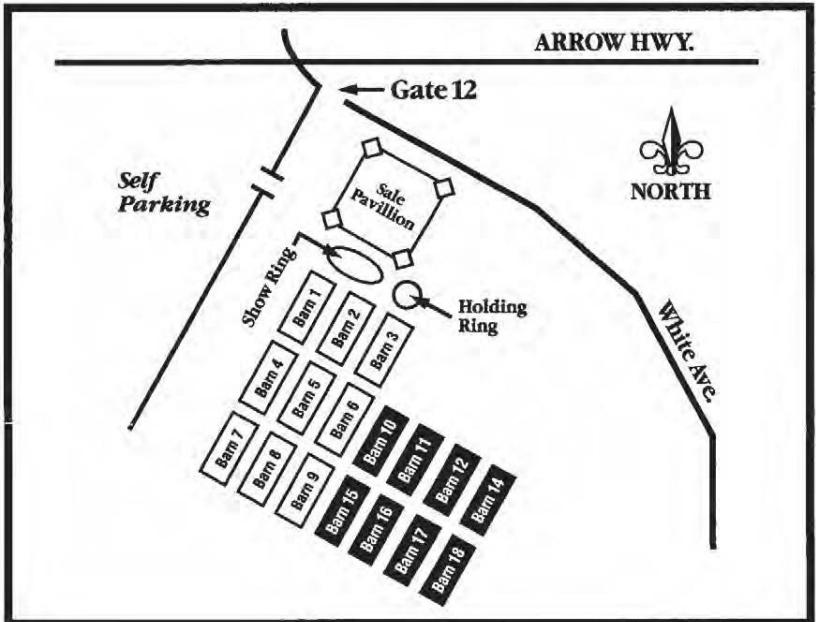 ARROW HWY.
Gate 12
NORTH
Self
Parking
Sale
Pavillion
Show Ring
Holding
Ring
White Ave.
Barn 1
Barn 2
Barn 3
Barn 4
Barn 5
Barn 6
Barn 7
Barn 8
Barn 9
Barn 10
Barn 11
Barn 12
Barn 14
Barn 15
Barn 16
Barn 17
Barn 18